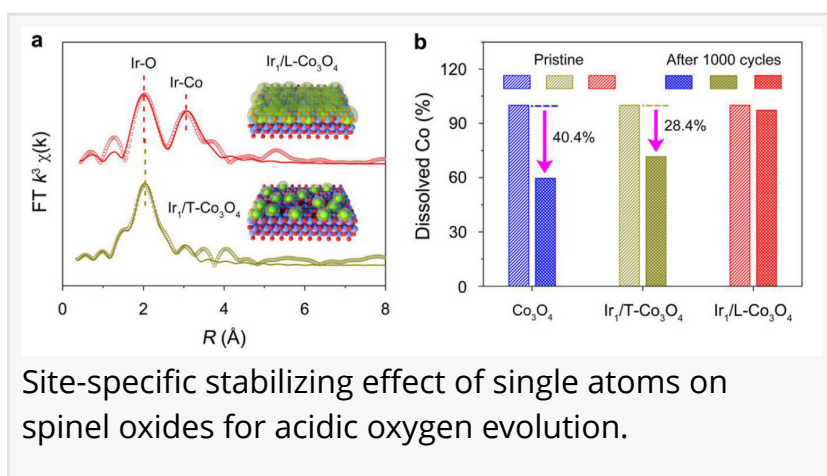 a
Ir-O
Ir-Co
Ir₁/L-Co₃O₄
Ir₁/T-Co₃O₄
FT k³ χ(k)
0 2 4 6 8
R (Å)
b
Pristine After 1000 cycles
120
90
60
30
0
40.4%
28.4%
Dissolved Co (%)
Co₃O₄ Ir₁/T-Co₃O₄ Ir₁/L-Co₃O₄
Site-specific stabilizing effect of single atoms on
spinel oxides for acidic oxygen evolution.